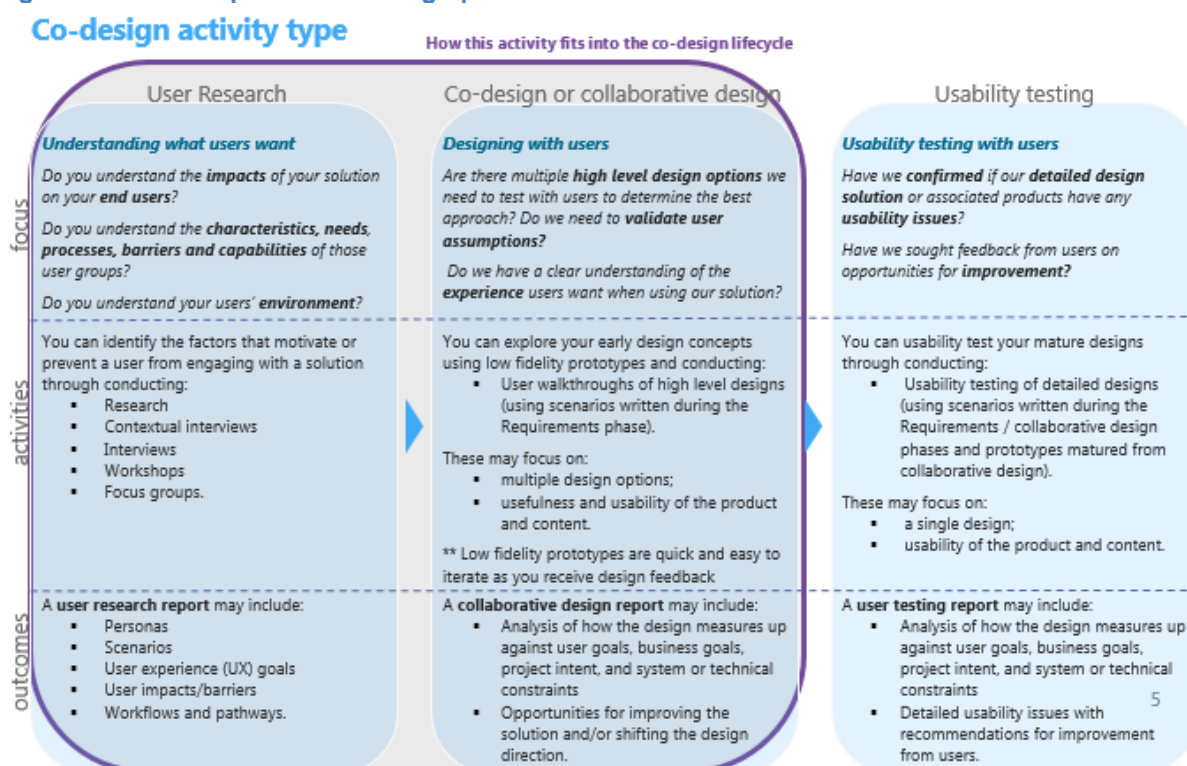 Co-design activity type
How this activity fits into the co-design lifecycle
User Research
Co-design or collaborative design
Usability testing
focus
Understanding what users want
Do you understand the impacts of your solution
on your end users?
Do you understand the characteristics, needs,
processes, barriers and capabilities of those
user groups?
Do you understand your users' environment?
Designing with users
Are there multiple high level design options we
need to test with users to determine the best
approach? Do we need to validate user
assumptions?
Do we have a clear understanding of the
experience users want when using our solution?
Usability testing with users
Have we confirmed if our detailed design
solution or associated products have any
usability issues?
Have we sought feedback from users on
opportunities for improvement?
activities
You can identify the factors that motivate or
prevent a user from engaging with a solution
through conducting:
▪ Research
▪ Contextual interviews
▪ Interviews
▪ Workshops
▪ Focus groups.
You can explore your early design concepts
using low fidelity prototypes and conducting:
▪ User walkthroughs of high level designs
(using scenarios written during the
Requirements phase).
These may focus on:
▪ multiple design options;
▪ usefulness and usability of the product
and content.
** Low fidelity prototypes are quick and easy to
iterate as you receive design feedback
You can usability test your mature designs
through conducting:
▪ Usability testing of detailed designs
(using scenarios written during the
Requirements / collaborative design
phases and prototypes matured from
collaborative design).
These may focus on:
▪ a single design;
▪ usability of the product and content.
outcomes
A user research report may include:
▪ Personas
▪ Scenarios
▪ User experience (UX) goals
▪ User impacts/barriers
▪ Workflows and pathways.
A collaborative design report may include:
▪ Analysis of how the design measures up
against user goals, business goals,
project intent, and system or technical
constraints
▪ Opportunities for improving the
solution and/or shifting the design
direction.
A user testing report may include:
▪ Analysis of how the design measures up
against user goals, business goals,
project intent, and system or technical
constraints
▪ Detailed usability issues with
recommendations for improvement
from users.
5